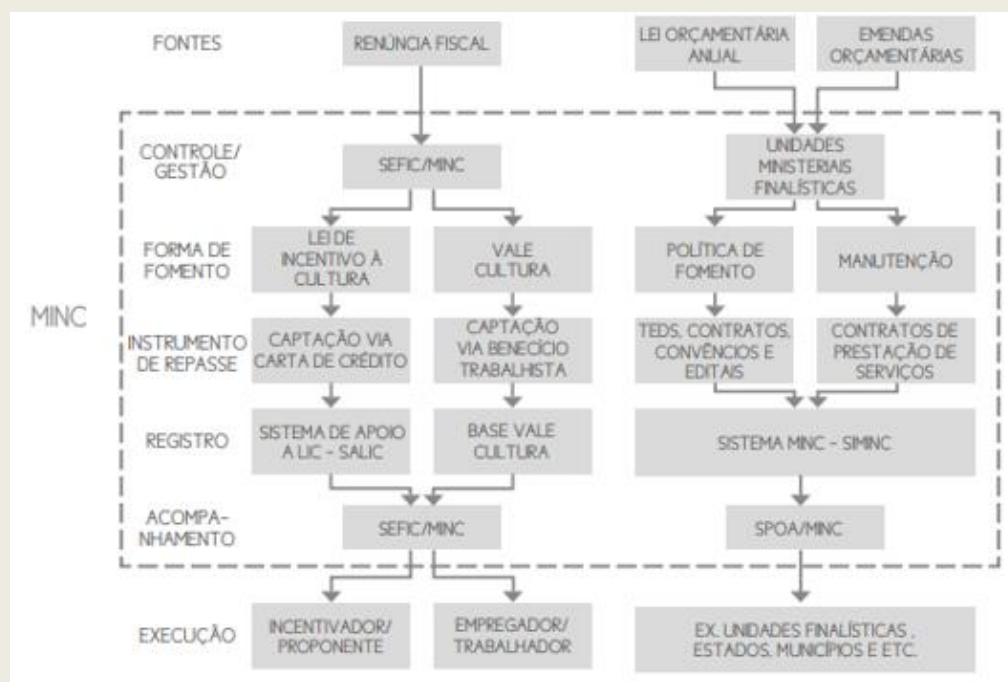 FONTES
RENÚNCIA FISCAL
LEI ORÇAMENTÁRIA
ANUAL
EMENDAS
ORÇAMENTÁRIAS
CONTROLE/
GESTÃO
SEFIC/MINC
UNIDADES
MINISTERIAIS
FINALÍSTICAS
FORMA DE
FOMENTO
LEI DE
INCENTIVO À
CULTURA
VALE
CULTURA
POLÍTICA DE
FOMENTO
MANUTENÇÃO
MINC
INSTRUMENTO
DE REPASSE
CAPTAÇÃO VIA
CARTA DE CRÉDITO
CAPTAÇÃO
VIA BENECÍCIO
TRABALHISTA
TEDS, CONTRATOS,
CONVÊNCIOS E
EDITAIS
CONTRATOS DE
PRESTAÇÃO DE
SERVIÇOS
REGISTRO
SISTEMA DE APOIO
A LIC - SALIC
BASE VALE
CULTURA
SISTEMA MINC - SIMINC
ACOMPA-
NHAMENTO
SEFIC/MINC
SPOA/MINC
EXECUÇÃO
INCENTIVADOR/
PROPONENTE
EMPREGADOR/
TRABALHADOR
EX. UNIDADES FINALÍSTICAS ,
ESTADOS, MUNICÍPIOS E ETC.